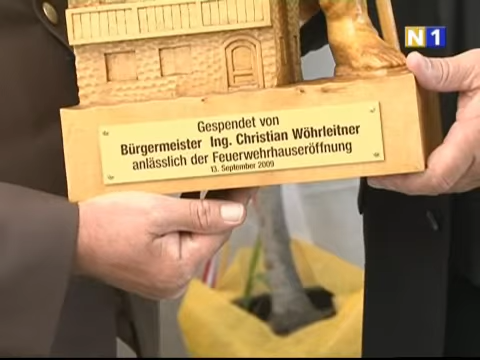 N1
Gespendet von
Bürgermeister Ing. Christian Wöhrleitner
anlässlich der Feuerwehrhauseröffnung
13. September 2009